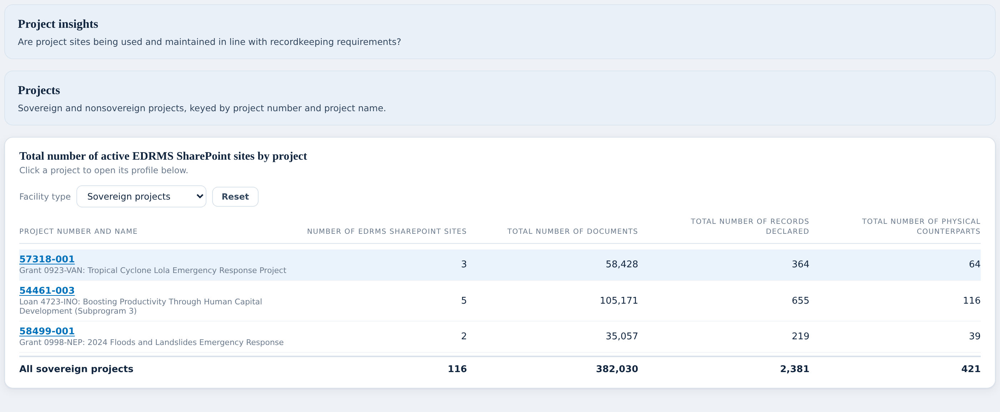 Project insights
Are project sites being used and maintained in line with recordkeeping requirements?
Projects
Sovereign and nonsovereign projects, keyed by project number and project name.
Total number of active EDRMS SharePoint sites by project
Click a project to open its profile below.
Facility type Sovereign projects Reset
PROJECT NUMBER AND NAME NUMBER OF EDRMS SHAREPOINT SITES TOTAL NUMBER OF DOCUMENTS TOTAL NUMBER OF RECORDS DECLARED TOTAL NUMBER OF PHYSICAL COUNTERPARTS
57318-001
Grant 0923-VAN: Tropical Cyclone Lola Emergency Response Project
3 58,428 364 64
54461-003
Loan 4723-INO: Boosting Productivity Through Human Capital
Development (Subprogram 3)
5 105,171 655 116
58499-001
Grant 0998-NEP: 2024 Floods and Landslides Emergency Response
2 35,057 219 39
All sovereign projects 116 382,030 2,381 421